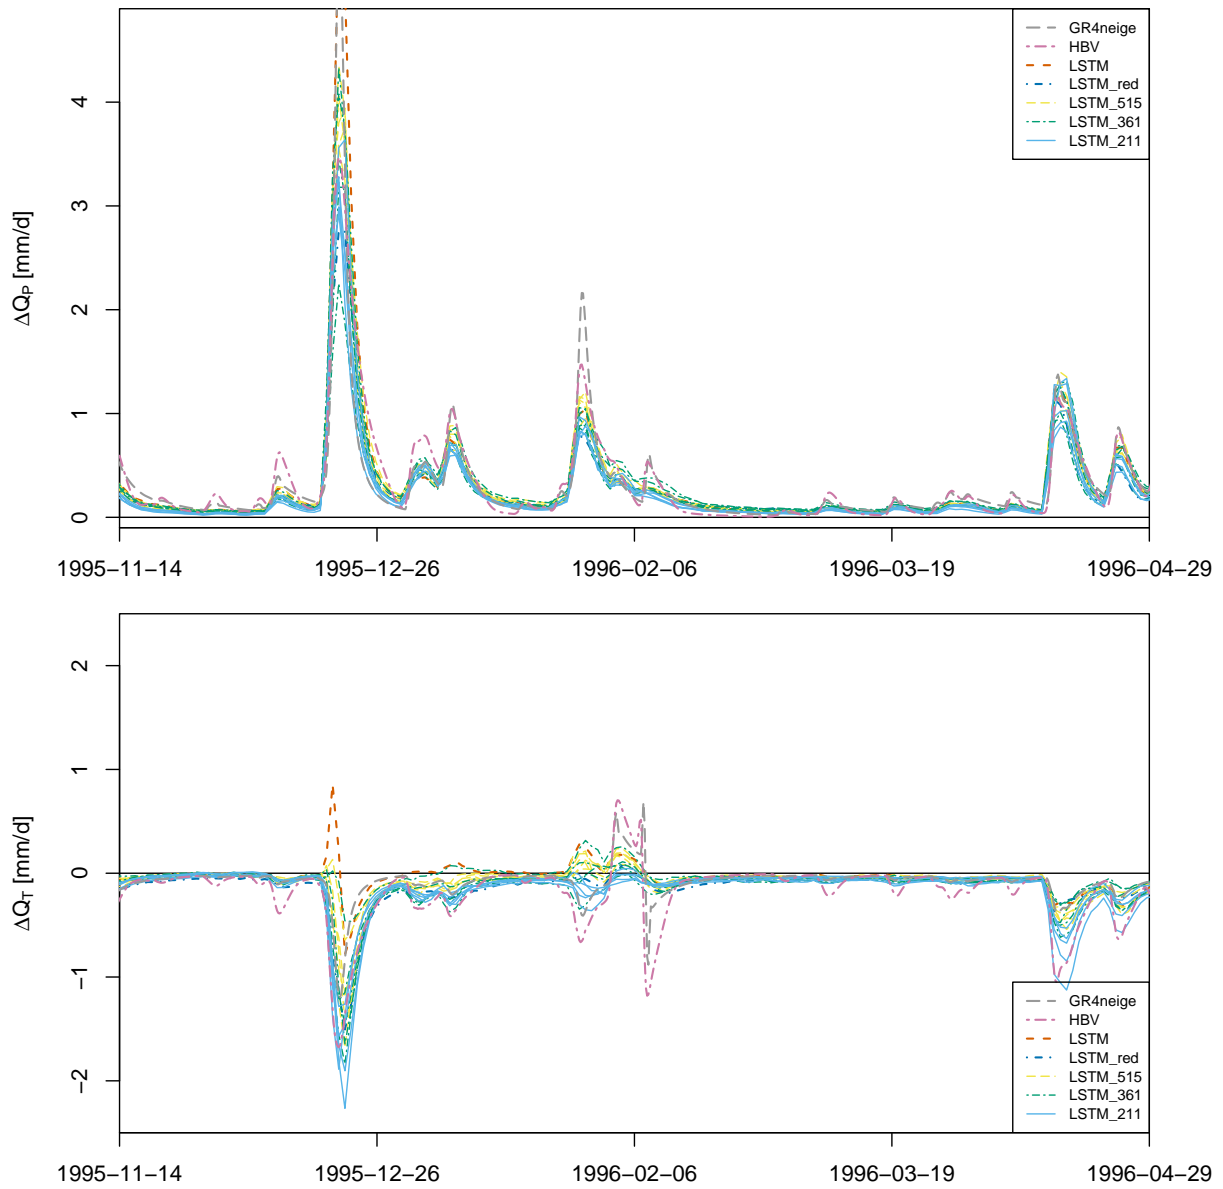 4
3
2
1
0
ΔQP [mm/d]
GR4neige
HBV
LSTM
LSTM_red
LSTM_515
LSTM_361
LSTM_211
1995−11−14 1995−12−26 1996−02−06 1996−03−19 1996−04−29
2
1
0
−1
−2
ΔQT [mm/d]
GR4neige
HBV
LSTM
LSTM_red
LSTM_515
LSTM_361
LSTM_211
1995−11−14 1995−12−26 1996−02−06 1996−03−19 1996−04−29